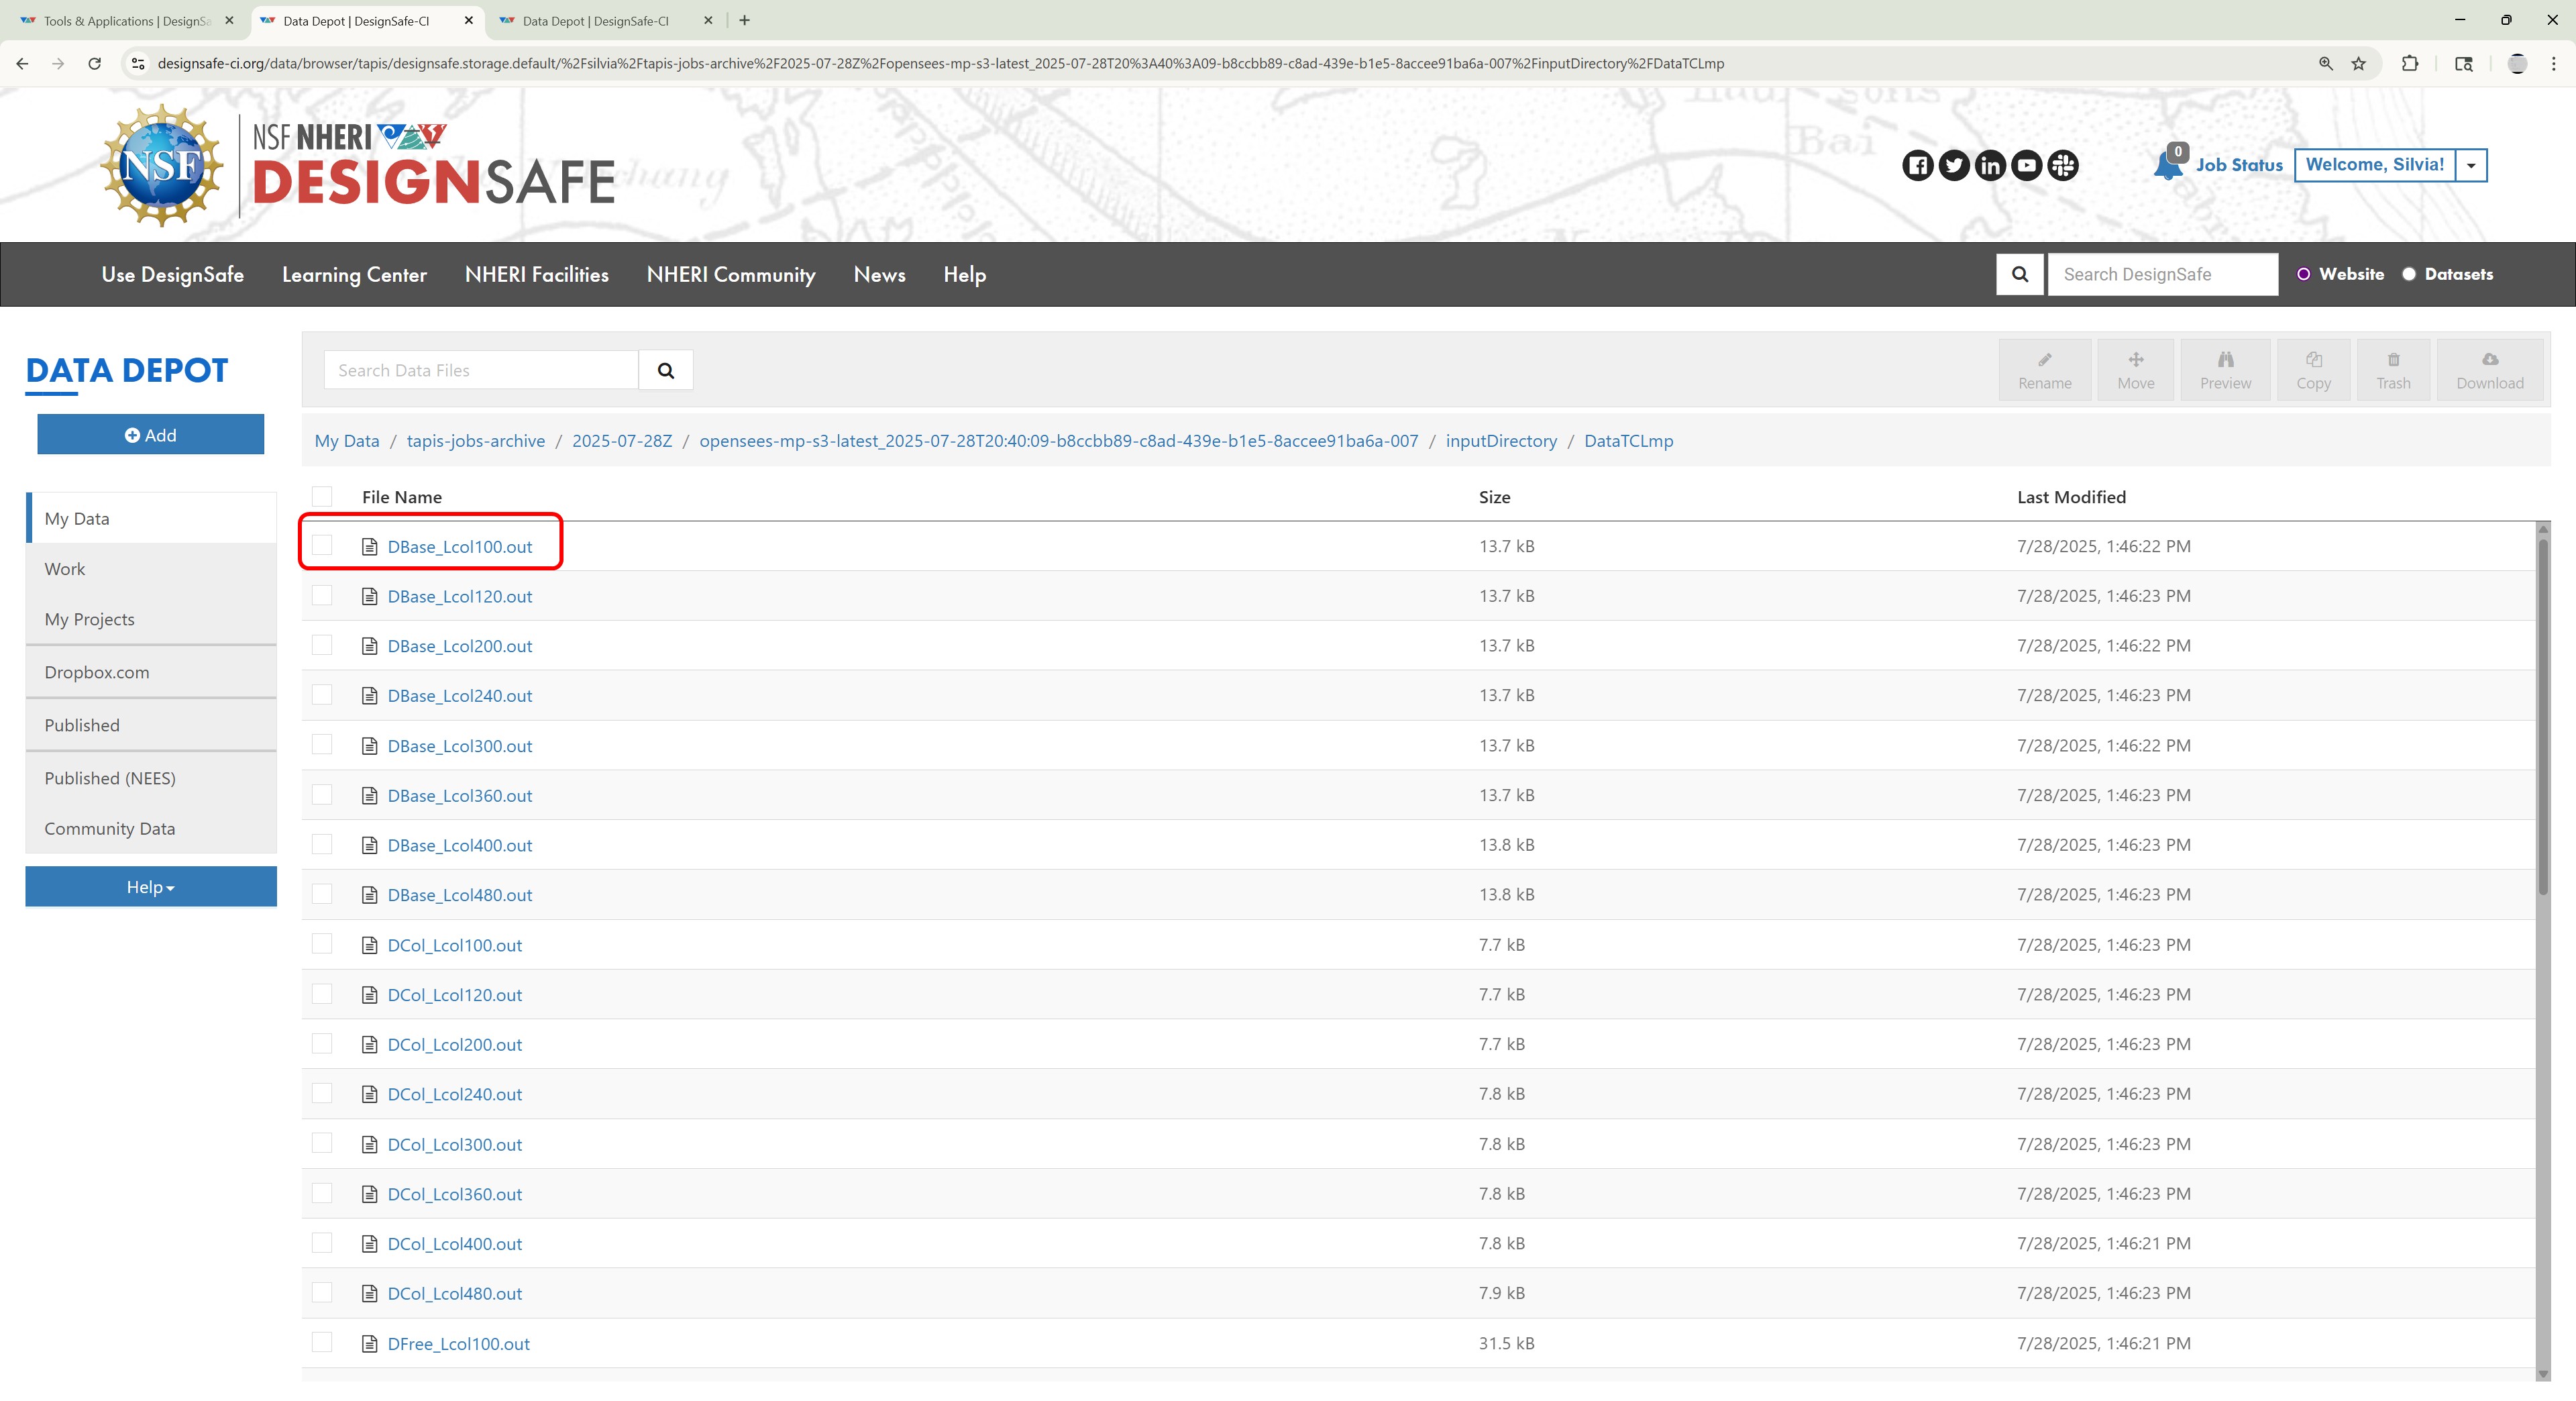 Tools & Applications | DesignSa
Data Depot | DesignSafe-CI
Data Depot | DesignSafe-CI
designsafe-ci.org/data/browser/tapis/designsafe.storage.default/%2Fsilvia%2Ftapis-jobs-archive%2F2025-07-28Z%2Fopensees-mp-s3-latest_2025-07-28T20%3A40%3A09-b8ccbb89-c8ad-439e-b1e5-8accee91ba6a-007%2FinputDirectory%2FDataTCLmp
NSF
NSF NHERI
DESIGNSAFE
0
Job Status
Welcome, Silvia!
Use DesignSafe Learning Center NHERI Facilities NHERI Community News Help
Search DesignSafe
Website Datasets
DATA DEPOT
Add
My Data
Work
My Projects
Dropbox.com
Published
Published (NEES)
Community Data
Help
Search Data Files
Rename Move Preview Copy Trash Download
My Data / tapis-jobs-archive / 2025-07-28Z / opensees-mp-s3-latest_2025-07-28T20:40:09-b8ccbb89-c8ad-439e-b1e5-8accee91ba6a-007 / inputDirectory / DataTCLmp
File Name Size Last Modified
DBase_Lcol100.out 13.7 kB 7/28/2025, 1:46:22 PM
DBase_Lcol120.out 13.7 kB 7/28/2025, 1:46:23 PM
DBase_Lcol200.out 13.7 kB 7/28/2025, 1:46:22 PM
DBase_Lcol240.out 13.7 kB 7/28/2025, 1:46:23 PM
DBase_Lcol300.out 13.7 kB 7/28/2025, 1:46:22 PM
DBase_Lcol360.out 13.7 kB 7/28/2025, 1:46:23 PM
DBase_Lcol400.out 13.8 kB 7/28/2025, 1:46:23 PM
DBase_Lcol480.out 13.8 kB 7/28/2025, 1:46:23 PM
DCol_Lcol100.out 7.7 kB 7/28/2025, 1:46:23 PM
DCol_Lcol120.out 7.7 kB 7/28/2025, 1:46:23 PM
DCol_Lcol200.out 7.7 kB 7/28/2025, 1:46:23 PM
DCol_Lcol240.out 7.8 kB 7/28/2025, 1:46:23 PM
DCol_Lcol300.out 7.8 kB 7/28/2025, 1:46:23 PM
DCol_Lcol360.out 7.8 kB 7/28/2025, 1:46:23 PM
DCol_Lcol400.out 7.8 kB 7/28/2025, 1:46:21 PM
DCol_Lcol480.out 7.9 kB 7/28/2025, 1:46:23 PM
DFree_Lcol100.out 31.5 kB 7/28/2025, 1:46:21 PM